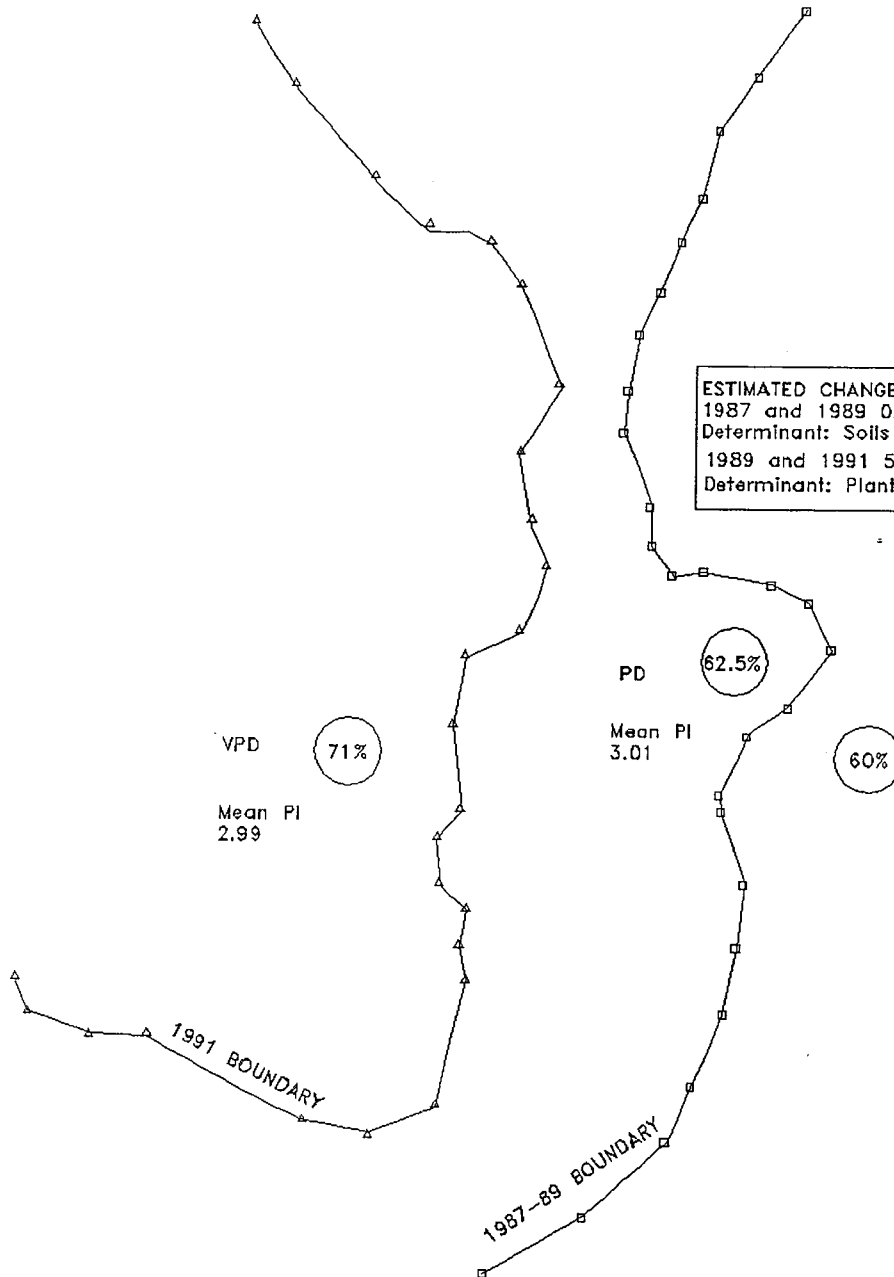 ESTIMATED CHANGE
1987 and 1989 0
Determinant: Soils
1989 and 1991 5
Determinant: Plant
62.5%
PD
Mean PI
3.01
60%
VPD
71%
Mean PI
2.99
1991 BOUNDARY
1987-89 BOUNDARY